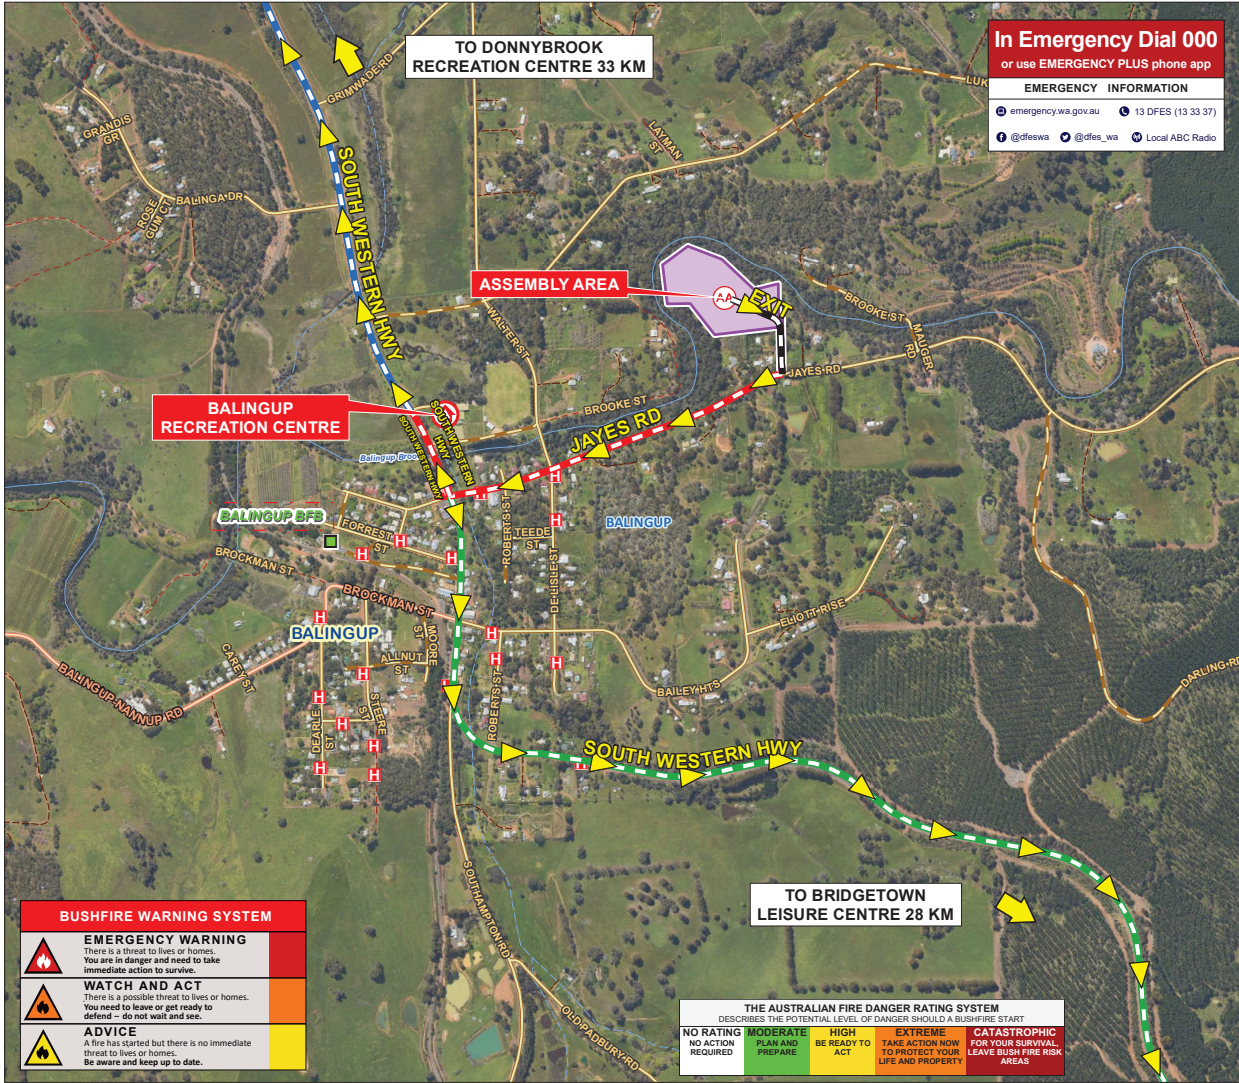 TO DONNYBROOK
RECREATION CENTRE 33 KM
In Emergency Dial 000
or use EMERGENCY PLUS phone app
EMERGENCY INFORMATION
emergency.wa.gov.au
13 DFES (13 33 37)
@dfeswa
@dfes_wa
Local ABC Radio
GRIMWADE RD
LUK
GRANDIS
GR
LAYMAN
ST
BALINGA DR
ROSE
GUM CT
SOUTH WESTERN HWY
ASSEMBLY AREA
AA
EXIT
BROOKE ST
MAUGER
RD
WALTER ST
JAYES RD
BALINGUP
RECREATION CENTRE
BROOKE ST
JAYES RD
SOUTH WESTERN
HWY
SOUTH WESTERN HWY
Balingup Broo
H
H
BALINGUP BFB
FORREST
ST
H
H
H
ROBERTS ST
TEEDE
ST
H
BALINGUP
BROCKMAN ST
BROCKMAN ST
DE LISLE ST
H
BALINGUP
MOORE
ST
H
ELIOTT RISE
CAREY ST
ALLNUT
ST
H
H
H
BALINGUP-NANNUP RD
BAILEY HTS
DARLING RD
H
H
STEERE
ST
ROBERTS ST
DEARLE
ST
H
H
H
H
H
SOUTH WESTERN HWY
SOUTHAMPTON RD
TO BRIDGETOWN
LEISURE CENTRE 28 KM
OLD PADBURY RD
BUSHFIRE WARNING SYSTEM
EMERGENCY WARNING
There is a threat to lives or homes.
You are in danger and need to take
immediate action to survive.
WATCH AND ACT
There is a possible threat to lives or homes.
You need to leave or get ready to
defend – do not wait and see.
ADVICE
A fire has started but there is no immediate
threat to lives or homes.
Be aware and keep up to date.
THE AUSTRALIAN FIRE DANGER RATING SYSTEM
DESCRIBES THE POTENTIAL LEVEL OF DANGER SHOULD A BUSHFIRE START
NO RATING
NO ACTION
REQUIRED
MODERATE
PLAN AND
PREPARE
HIGH
BE READY TO
ACT
EXTREME
TAKE ACTION NOW
TO PROTECT YOUR
LIFE AND PROPERTY
CATASTROPHIC
FOR YOUR SURVIVAL,
LEAVE BUSH FIRE RISK
AREAS